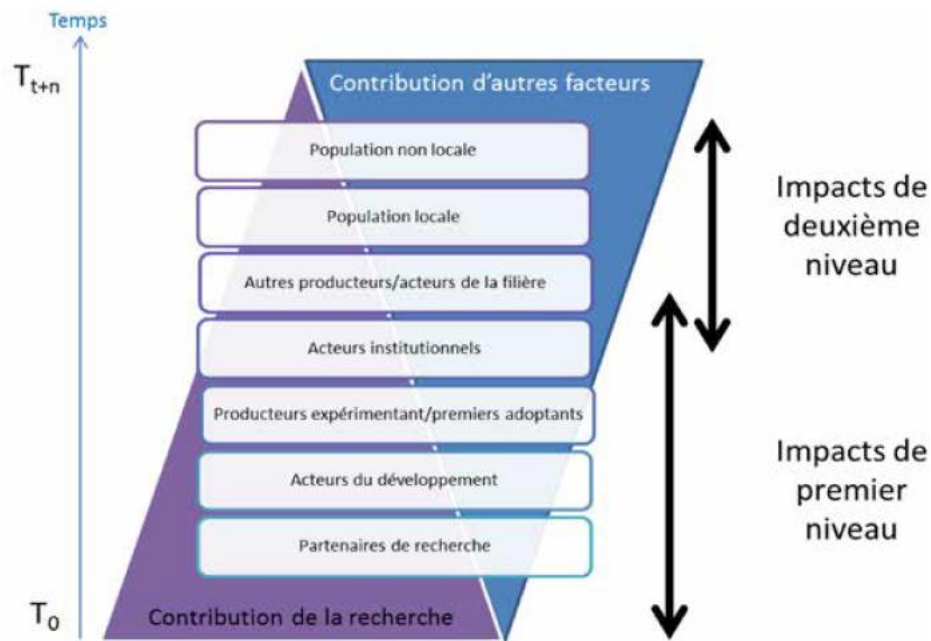 Temps
T t+n
Contribution d'autres facteurs
Population non locale
Population locale
Autres producteurs/acteurs de la filière
Acteurs institutionnels
Producteurs expérimentant/premiers adoptants
Acteurs du développement
Partenaires de recherche
T 0
Contribution de la recherche
Impacts de
deuxième
niveau
Impacts de
premier
niveau